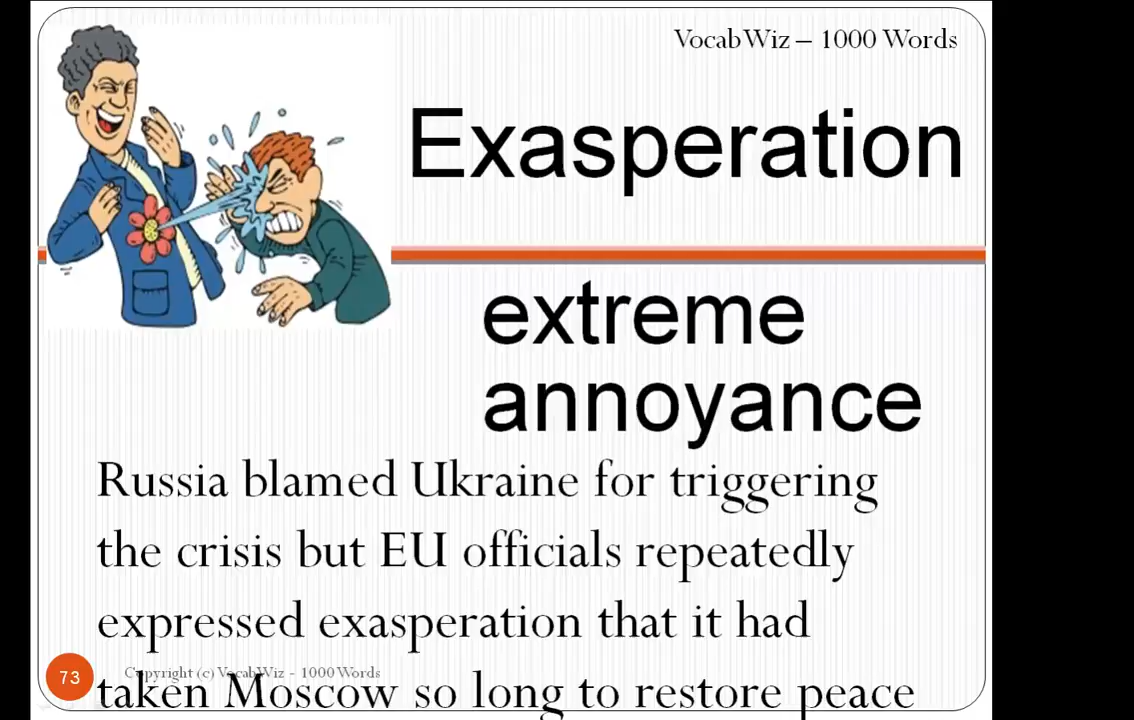 VocabWiz – 1000 Words
Exasperation
extreme
annoyance
Russia blamed Ukraine for triggering
the crisis but EU officials repeatedly
expressed exasperation that it had
73
Copyright (c) VocabWiz - 1000 Words
taken Moscow so long to restore peace